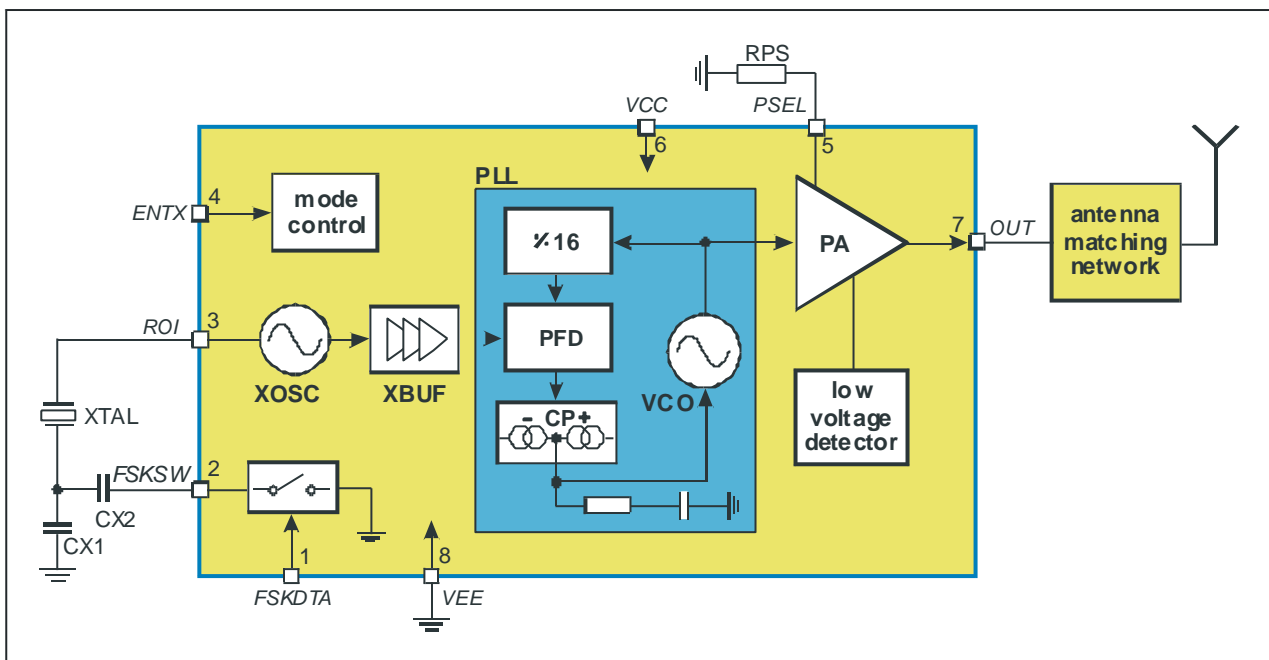 RPS
VCC
PSEL
6
5
PLL
4
ENTX
mode
control
÷16
PA
7
OUT
antenna
matching
network
3
ROI
PFD
XOSC
XBUF
VCO
low
voltage
detector
- CP+
XTAL
FSKSW
2
CX2
CX1
1
8
FSKDTA
VEE